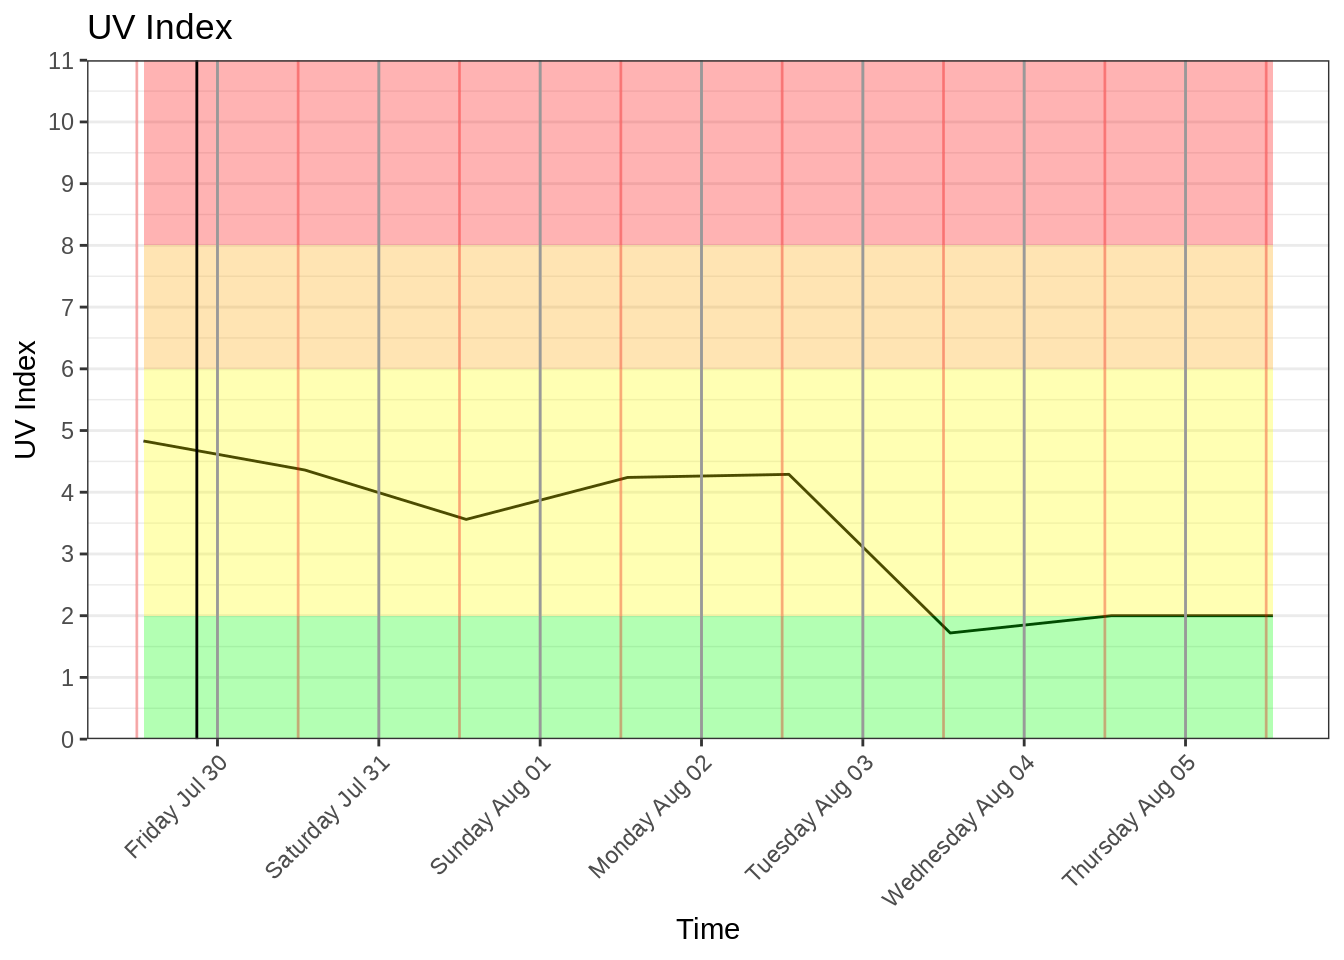 UV Index
UV Index
11
10
9
8
7
6
5
4
3
2
1
0
Friday Jul 30
Saturday Jul 31
Sunday Aug 01
Monday Aug 02
Tuesday Aug 03
Wednesday Aug 04
Thursday Aug 05
Time